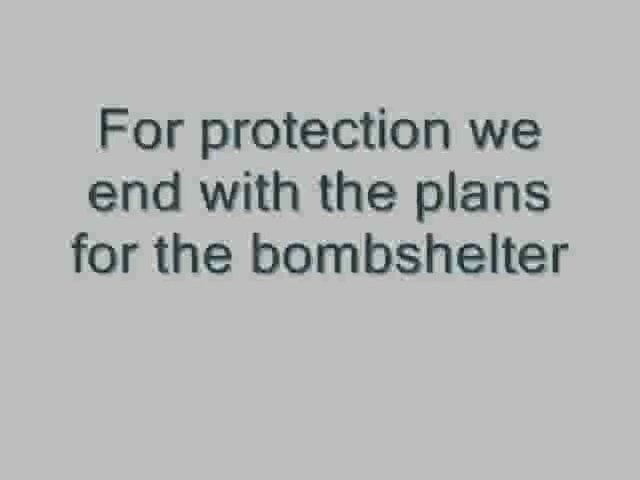 For protection we
end with the plans
for the bombshelter